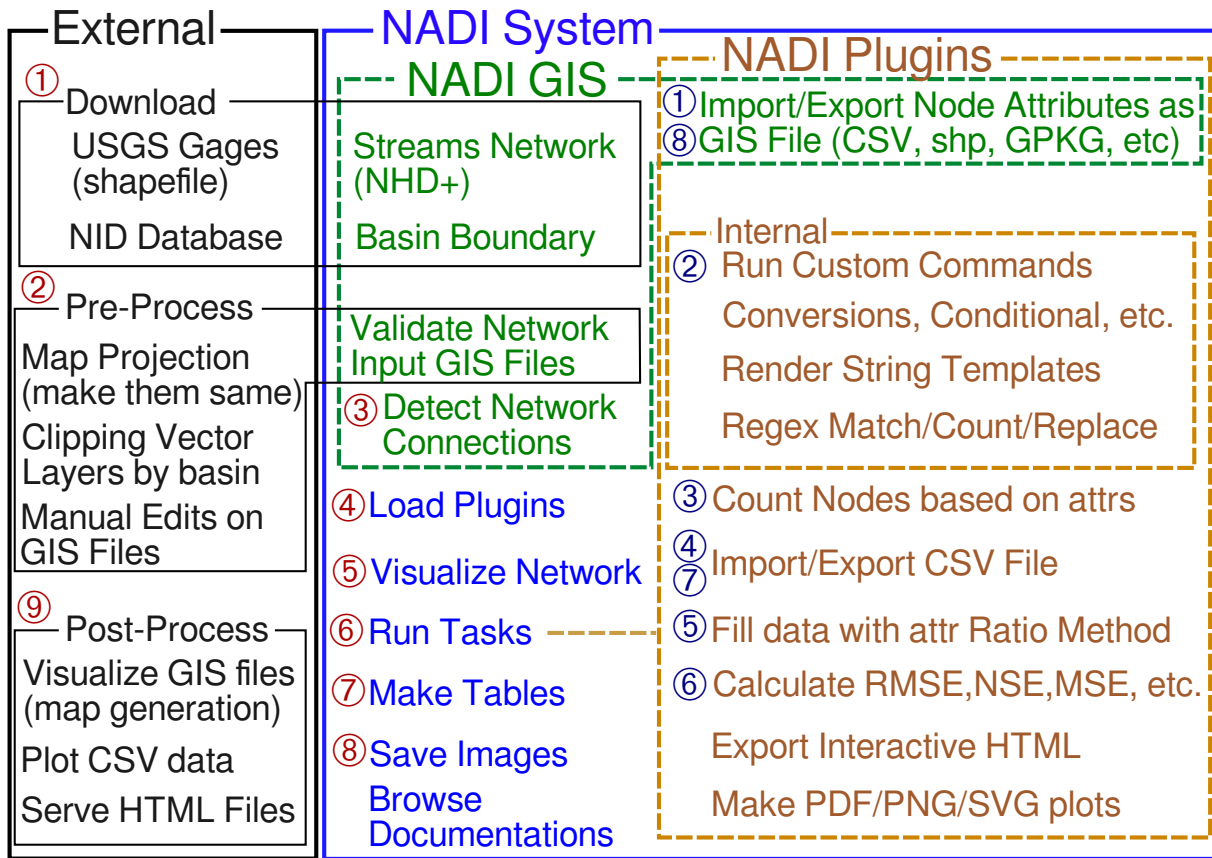 External
① Download
USGS Gages
(shapefile)
NID Database
② Pre-Process
Map Projection
(make them same)
Clipping Vector
Layers by basin
Manual Edits on
GIS Files
⑨ Post-Process
Visualize GIS files
(map generation)
Plot CSV data
Serve HTML Files
NADI System
NADI GIS
Streams Network
(NHD+)
Basin Boundary
Validate Network
Input GIS Files
③ Detect Network
Connections
④ Load Plugins
⑤ Visualize Network
⑥ Run Tasks
⑦ Make Tables
⑧ Save Images
Browse
Documentations
NADI Plugins
① Import/Export Node Attributes as
⑧ GIS File (CSV, shp, GPKG, etc)
Internal
② Run Custom Commands
Conversions, Conditional, etc.
Render String Templates
Regex Match/Count/Replace
③ Count Nodes based on attrs
④
⑦ Import/Export CSV File
⑤ Fill data with attr Ratio Method
⑥ Calculate RMSE,NSE,MSE, etc.
Export Interactive HTML
Make PDF/PNG/SVG plots